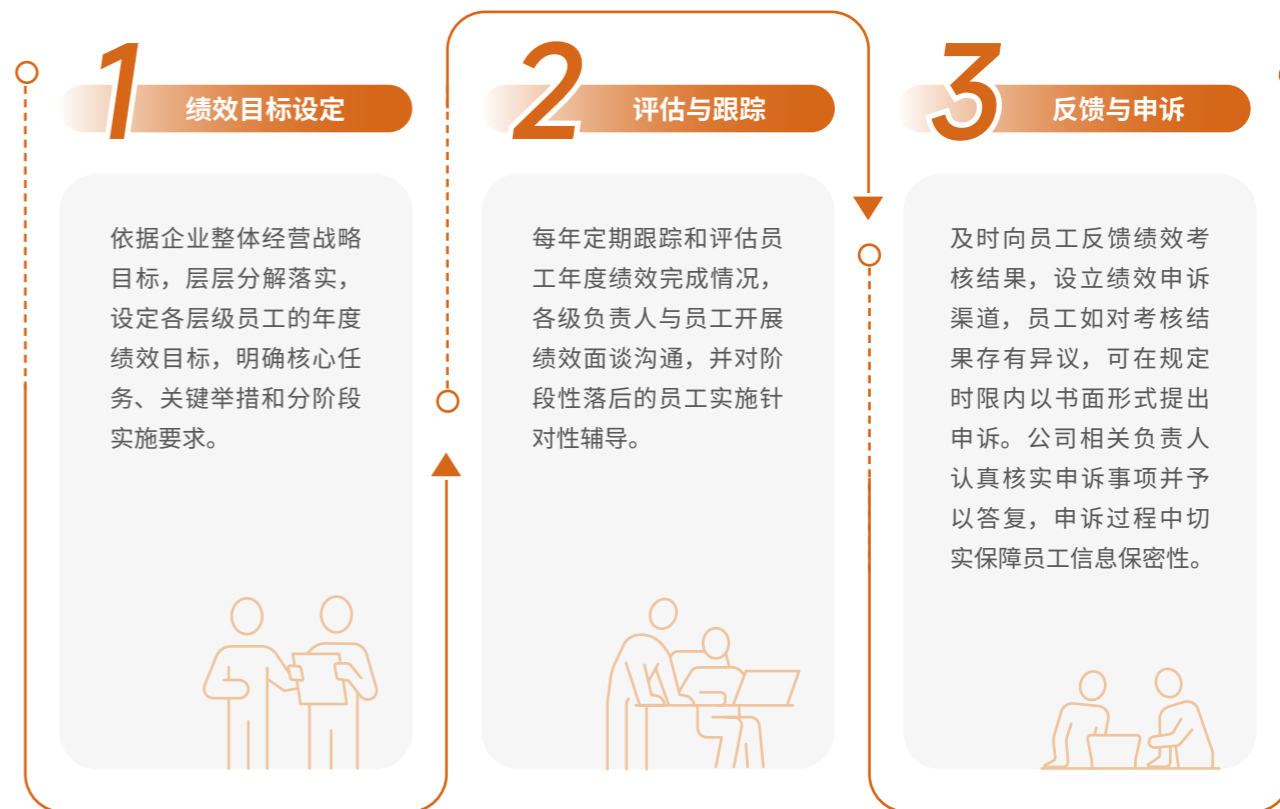 1
绩效目标设定
依据企业整体经营战略
目标，层层分解落实，
设定各层级员工的年度
绩效目标，明确核心任
务、关键举措和分阶段
实施要求。
2
评估与跟踪
每年定期跟踪和评估员
工年度绩效完成情况，
各级负责人与员工开展
绩效面谈沟通，并对阶
段性落后的员工实施针
对性辅导。
3
反馈与申诉
及时向员工反馈绩效考
核结果，设立绩效申诉
渠道，员工如对考核结
果存有异议，可在规定
时限内以书面形式提出
申诉。公司相关负责人
认真核实申诉事项并予
以答复，申诉过程中切
实保障员工信息保密性。